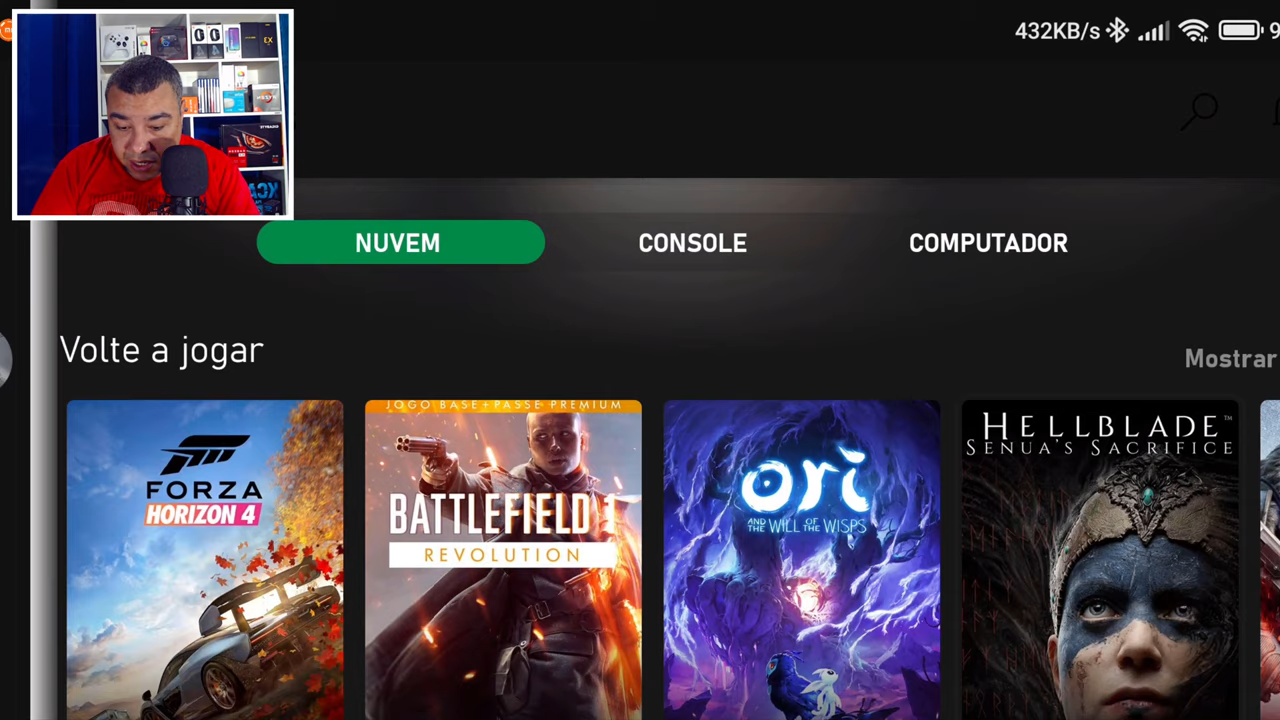 432KB/s
NUVEM
CONSOLE
COMPUTADOR
Volte a jogar
Mostrar
FORZA
HORIZON 4
JOGO BASE+PASSE PREMIUM
BATTLEFIELD 1
REVOLUTION
ori
AND THE WILL OF THE WISPS
HELLBLADE™
SENUA'S SACRIFICE